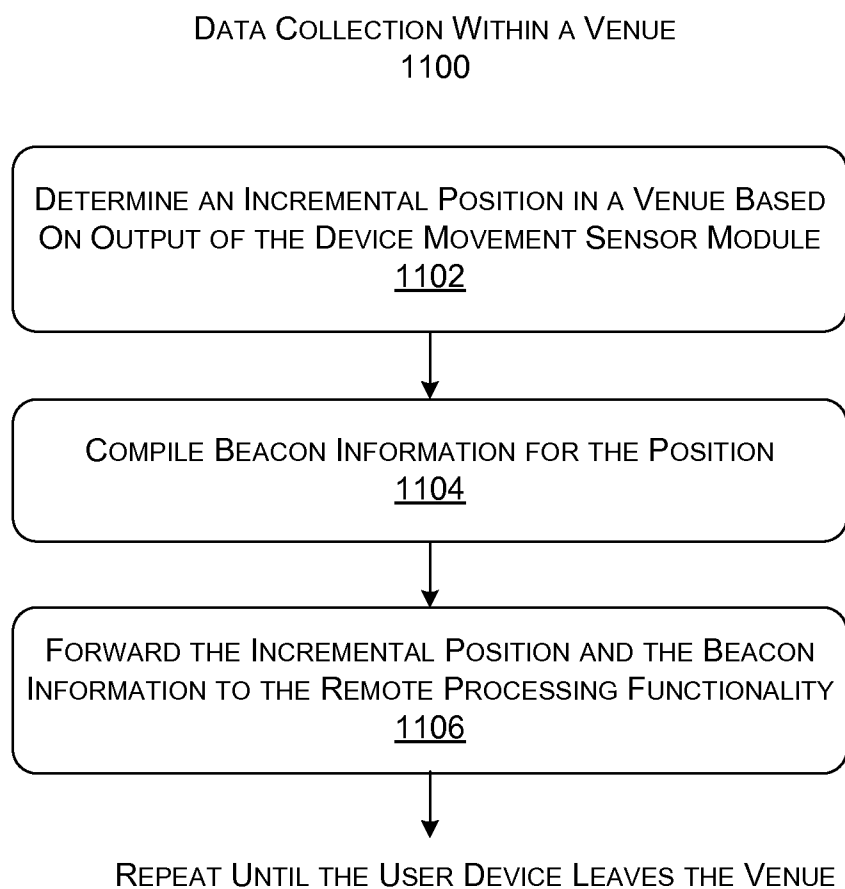 DATA COLLECTION WITHIN A VENUE
1100
DETERMINE AN INCREMENTAL POSITION IN A VENUE BASED
ON OUTPUT OF THE DEVICE MOVEMENT SENSOR MODULE
1102
COMPILE BEACON INFORMATION FOR THE POSITION
1104
FORWARD THE INCREMENTAL POSITION AND THE BEACON
INFORMATION TO THE REMOTE PROCESSING FUNCTIONALITY
1106
REPEAT UNTIL THE USER DEVICE LEAVES THE VENUE